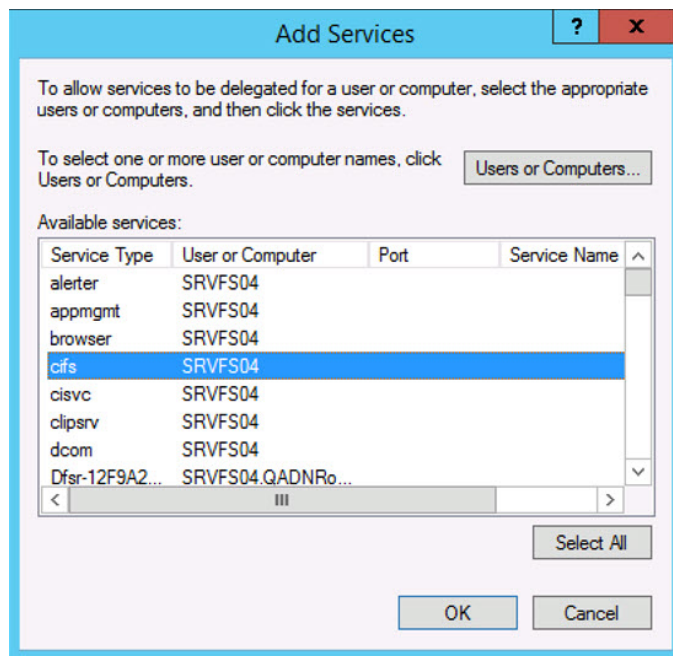 Add Services
?
x
To allow services to be delegated for a user or computer, select the appropriate
users or computers, and then click the services.
To select one or more user or computer names, click
Users or Computers.
Users or Computers...
Available services:
Service Type User or Computer Port Service Name
alerter SRVFS04
appmgmt SRVFS04
browser SRVFS04
cifs SRVFS04
cisvc SRVFS04
clipsrv SRVFS04
dcom SRVFS04
Dfsr-12F9A2... SRVFS04.QADNRo...
Select All
OK
Cancel